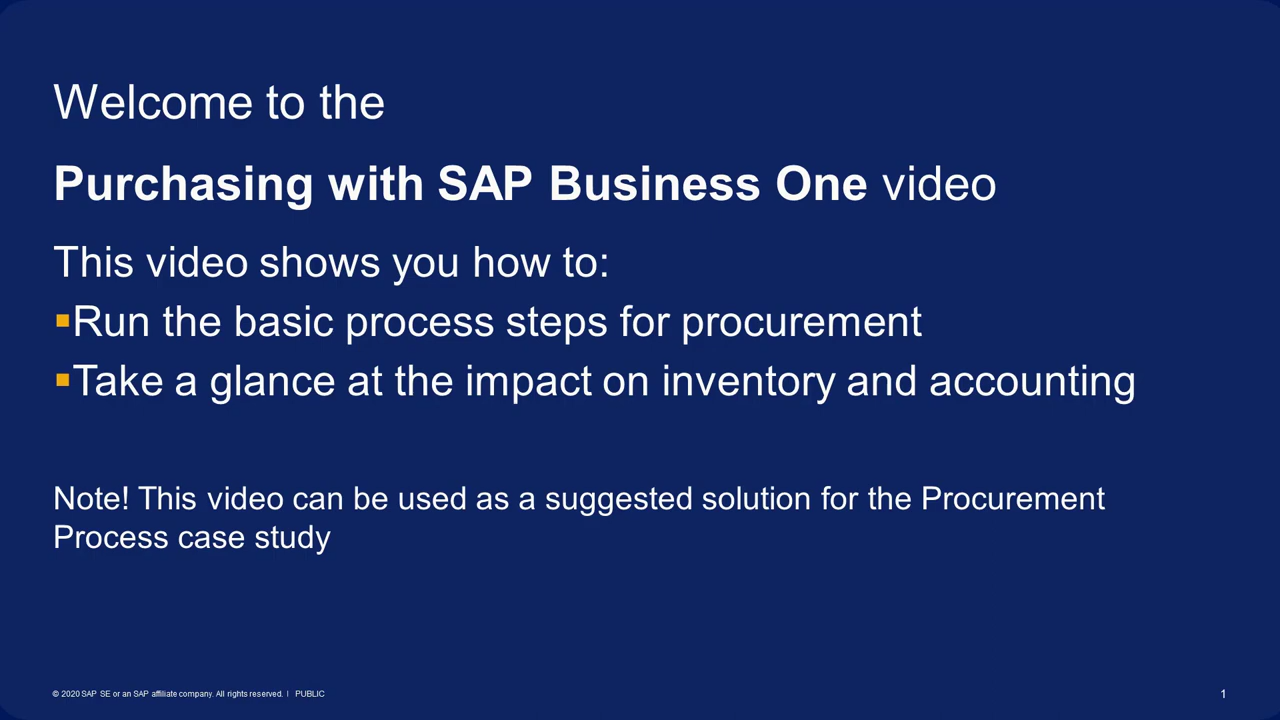 Welcome to the
Purchasing with SAP Business One video
This video shows you how to:
▪Run the basic process steps for procurement
▪Take a glance at the impact on inventory and accounting
Note! This video can be used as a suggested solution for the Procurement
Process case study
© 2020 SAP SE or an SAP affiliate company. All rights reserved. | PUBLIC
1